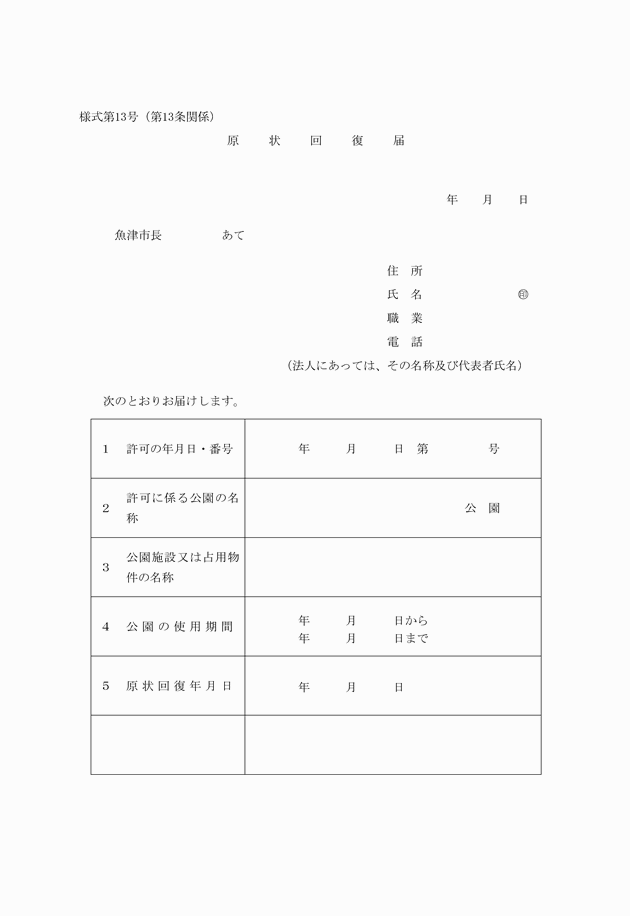 様式第13号（第13条関係）
原　状　回　復　届
年　月　日
魚津市長　　　あて
住　所
氏　名　　　㊞
職　業
電　話
（法人にあっては、その名称及び代表者氏名）
次のとおりお届けします。
1　許可の年月日・番号　　年　月　日　第　　号
2　許可に係る公園の名
称　　公　園
3　公園施設又は占用物
件の名称
4　公園の使用期間　　年　月　日から
年　月　日まで
5　原状回復年月日　　年　月　日